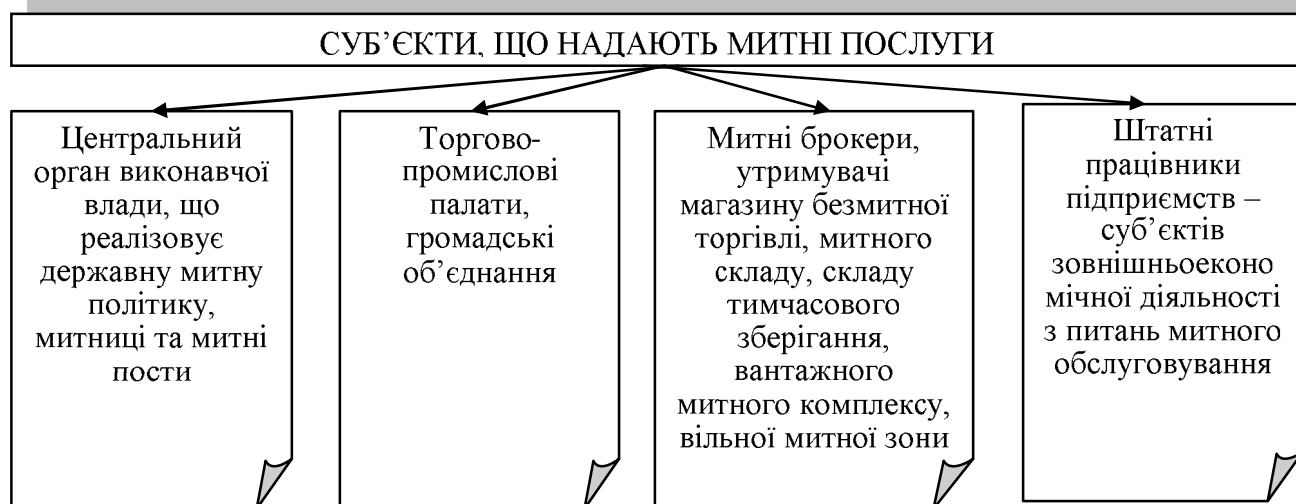 СУБ’ЄКТИ, ЩО НАДАЮТЬ МИТНІ ПОСЛУГИ
Центральний
орган виконавчої
влади, що
реалізовує
державну митну
політику,
митниці та митні
пости
Торгово-
промислові
палати,
громадські
об’єднання
Митні брокери,
утримувачі
магазину безмитної
торгівлі, митного
складу, складу
тимчасового
зберігання,
вантажного
митного комплексу,
вільної митної зони
Штатні
працівники
підприємств –
суб’єктів
зовнішньоеконо
мічної діяльності
з питань митного
обслуговування